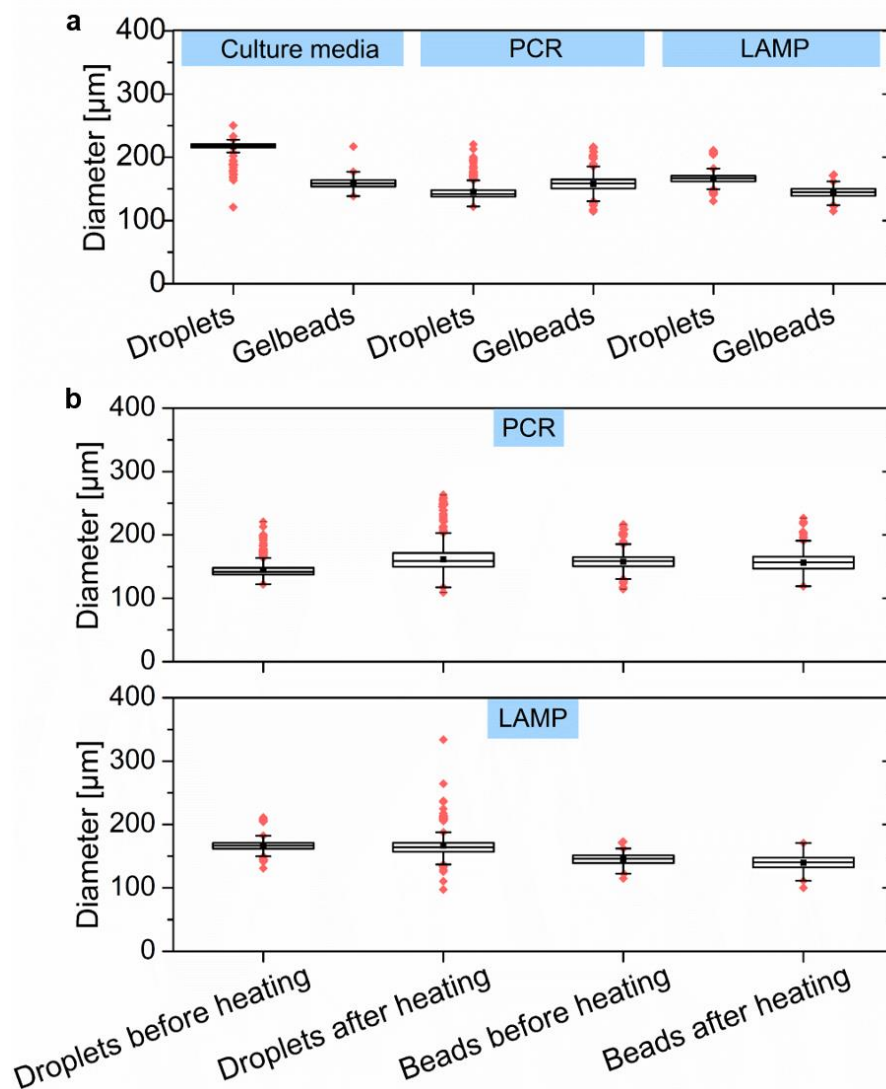 a
Culture media PCR LAMP
Diameter [µm]
400
300
200
100
0
Droplets Gelbeads Droplets Gelbeads Droplets Gelbeads
b
PCR
Diameter [µm]
400
300
200
100
0
LAMP
Diameter [µm]
400
300
200
100
0
Droplets before heating Droplets after heating Beads before heating Beads after heating